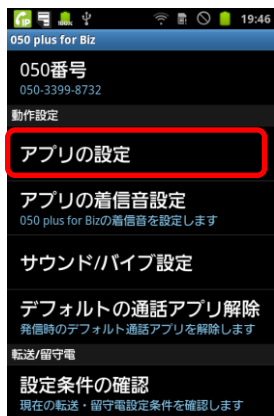 19:46
050 plus for Biz
050番号
050-3399-8732
動作設定
アプリの設定
アプリの着信音設定
050 plus for Bizの着信音を設定します
サウンド/バイブ設定
デフォルトの通話アプリ解除
発信時のデフォルト通話アプリを解除します
転送/留守電
設定条件の確認
現在の転送・留守電設定条件を確認します